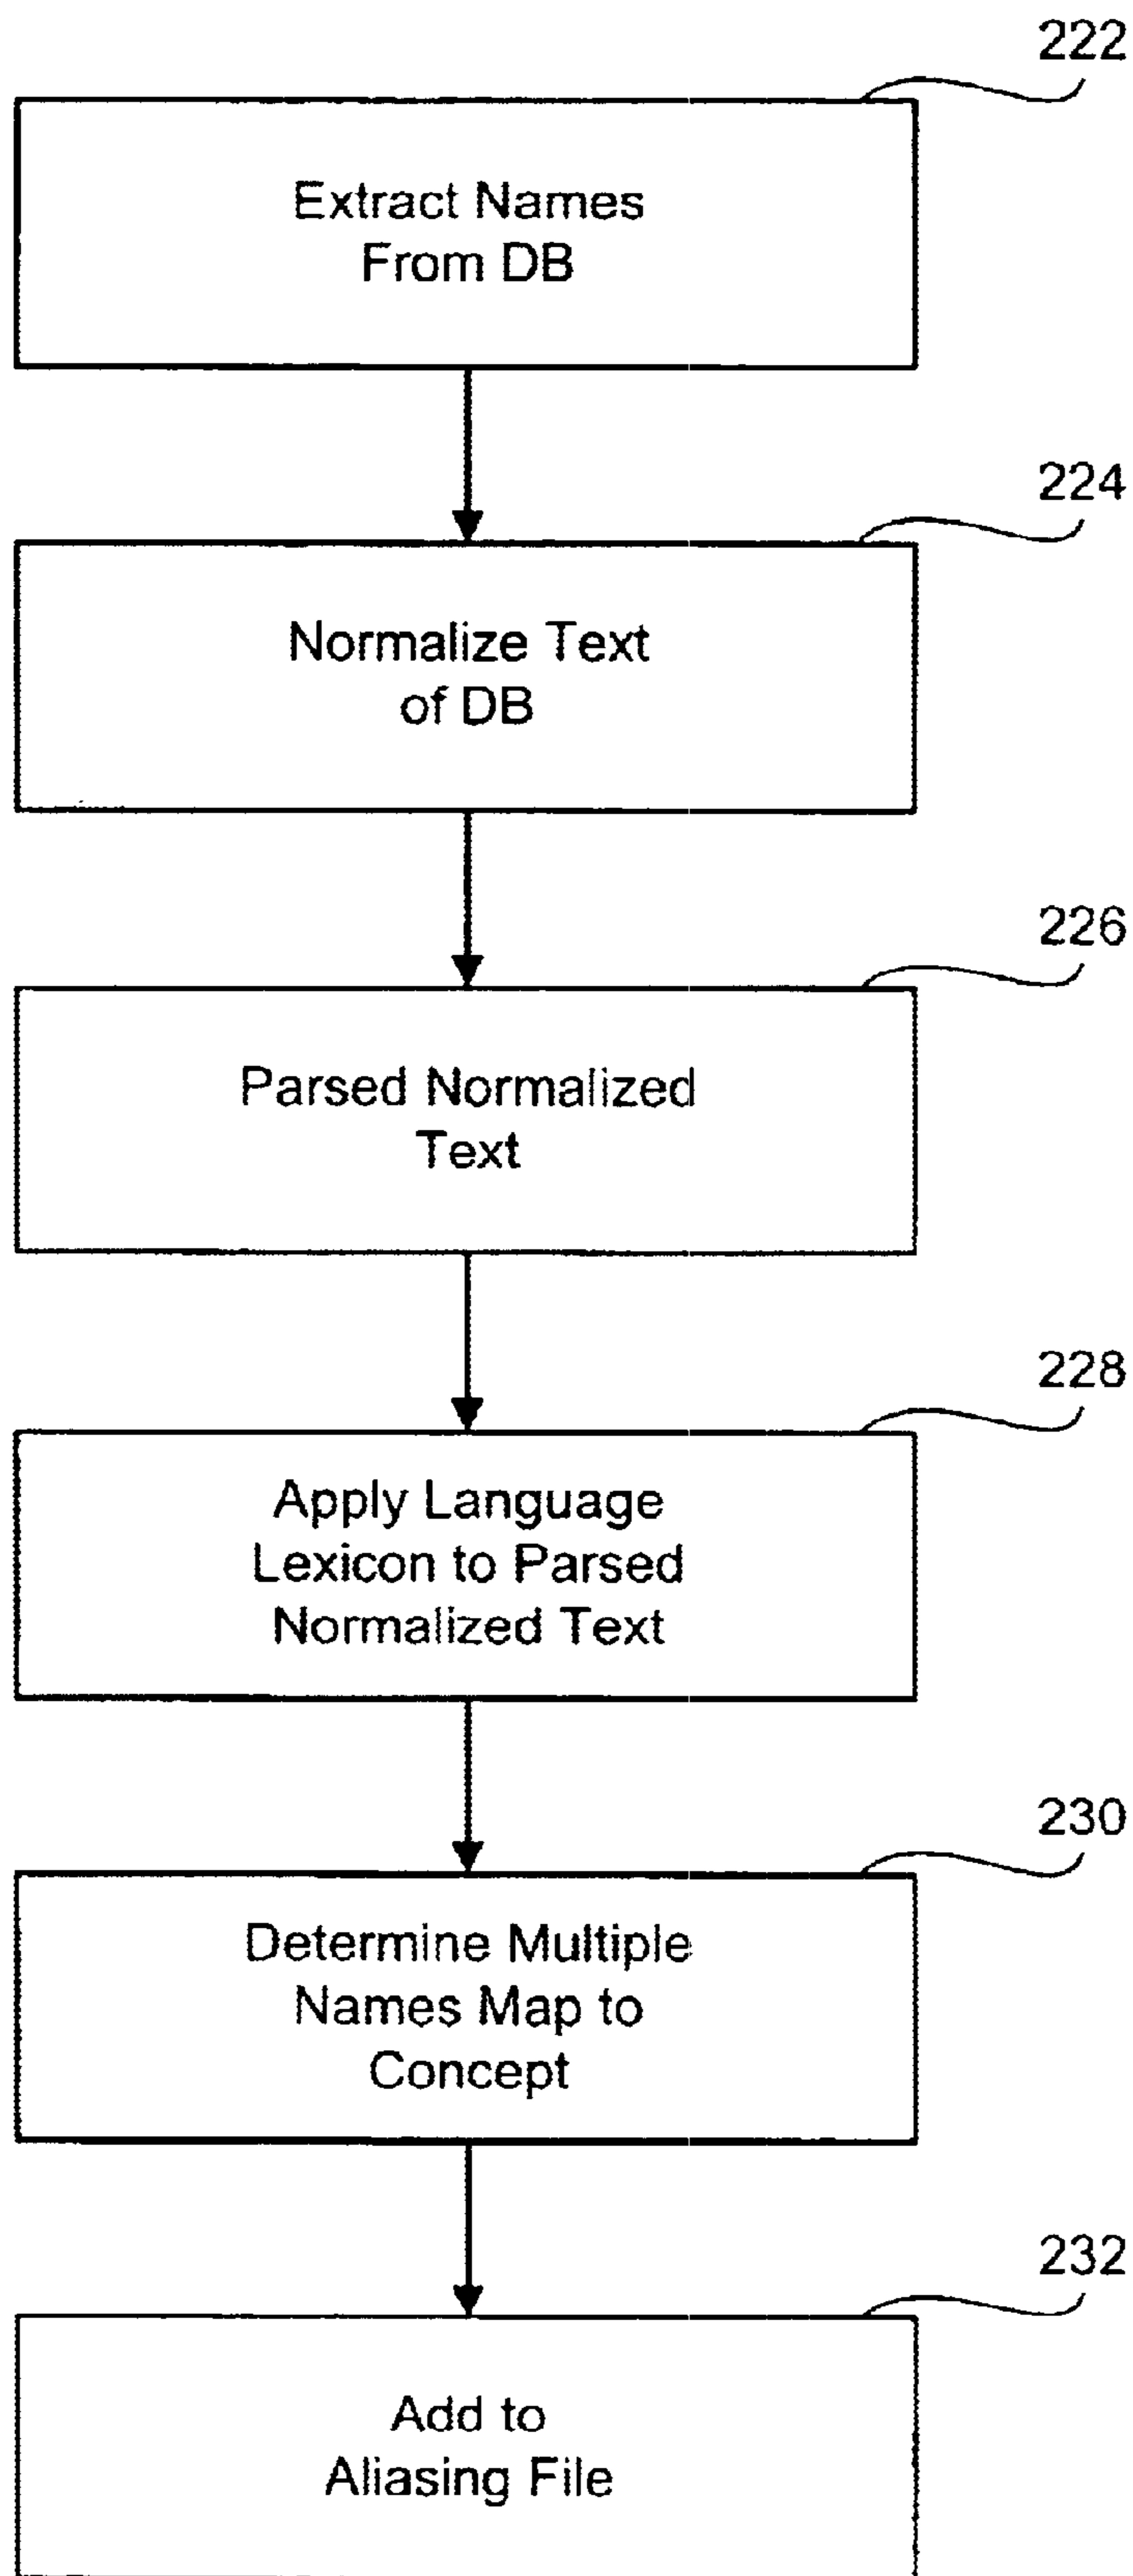 222
Extract Names
From DB
224
Normalize Text
of DB
226
Parsed Normalized
Text
228
Apply Language
Lexicon to Parsed
Normalized Text
230
Determine Multiple
Names Map to
Concept
232
Add to
Aliasing File